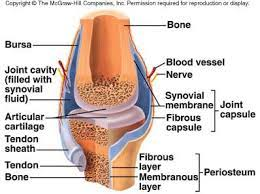 Copyright © The McGraw-Hill Companies, Inc. Permission required for reproduction or display.
Bone
Bursa
Blood vessel
Nerve
Joint cavity
(filled with
synovial fluid)
Synovial
membrane
Fibrous
capsule
Joint
capsule
Articular
cartilage
Tendon
sheath
Tendon
Bone
Fibrous
layer
Membranous
layer
Periosteum